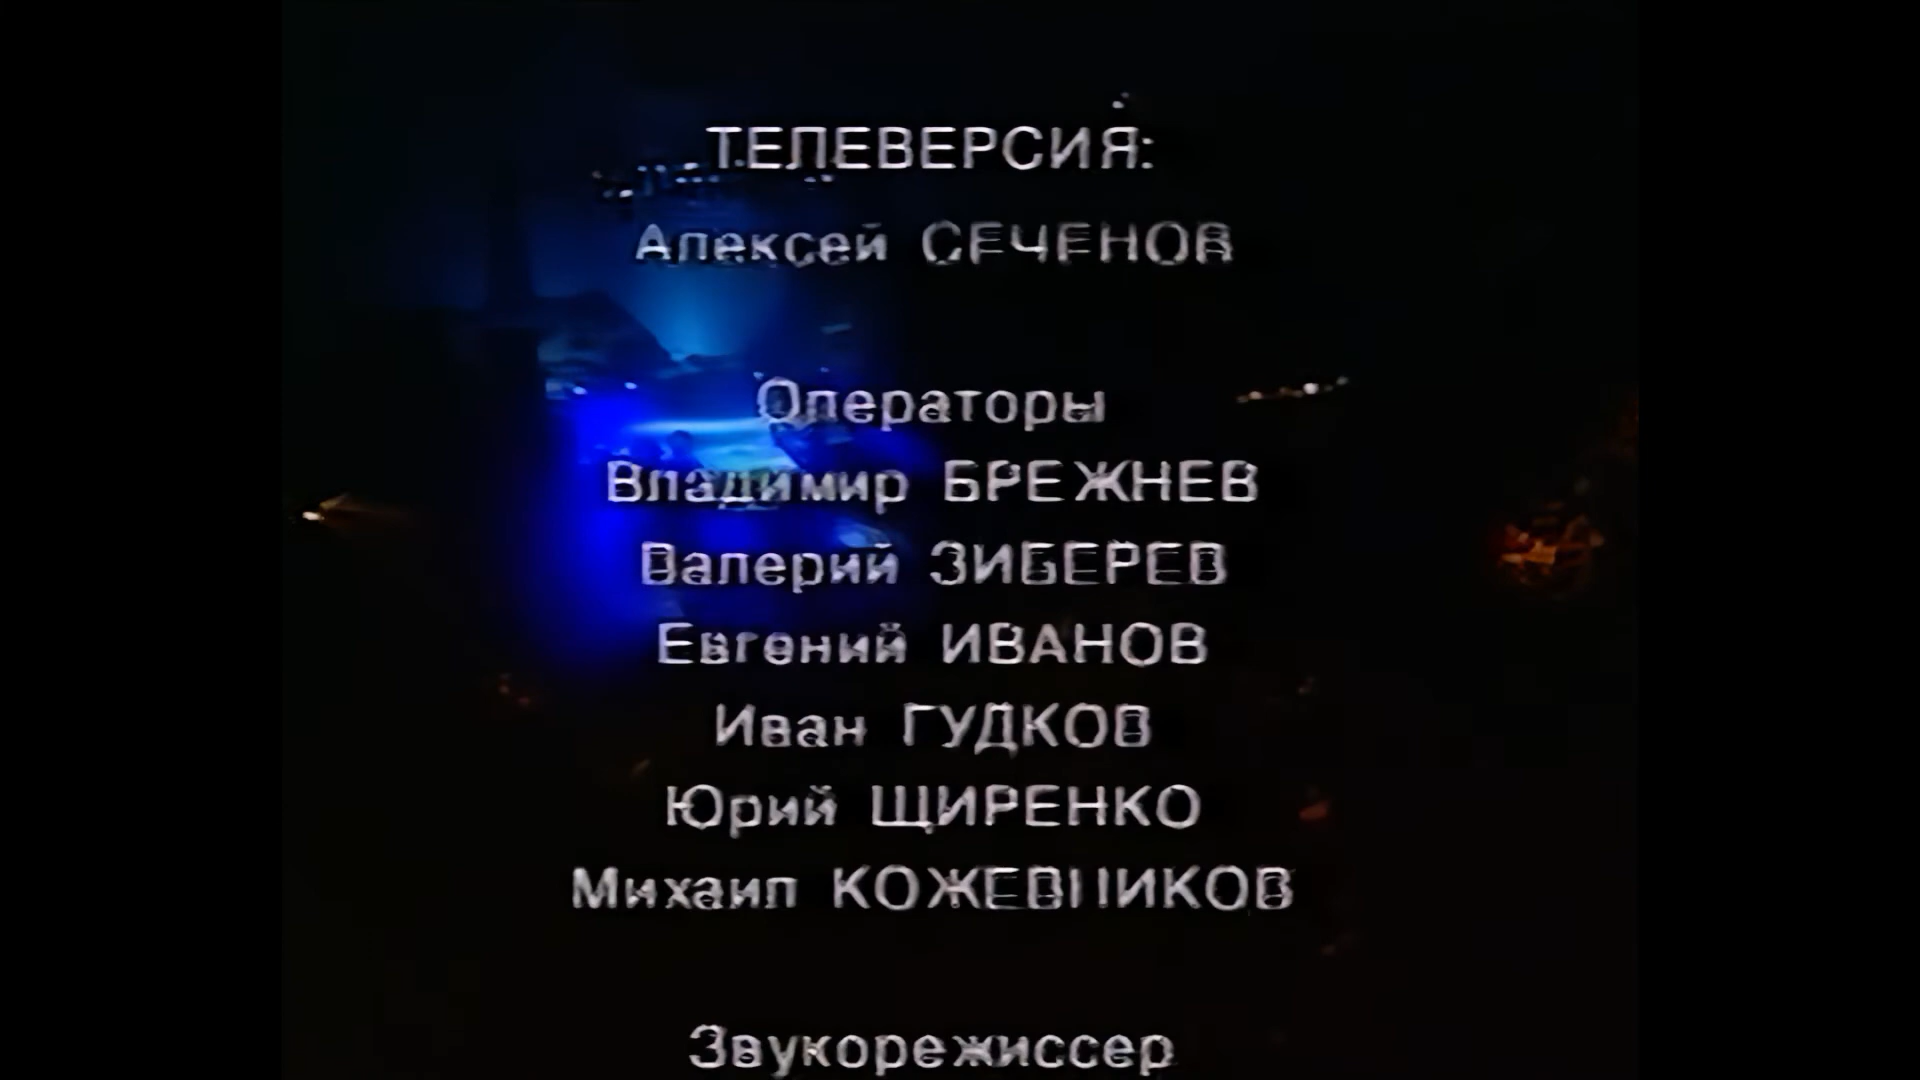 ТЕЛЕВЕРСИЯ:
Алексей СЕЧЕНОВ
Операторы
Владимир БРЕЖНЕВ
Валерий ЗИБЕРЕВ
Евгений ИВАНОВ
Иван ГУДКОВ
Юрий ЩИРЕНКО
Михаил КОЖЕВНИКОВ
Звукорежиссер